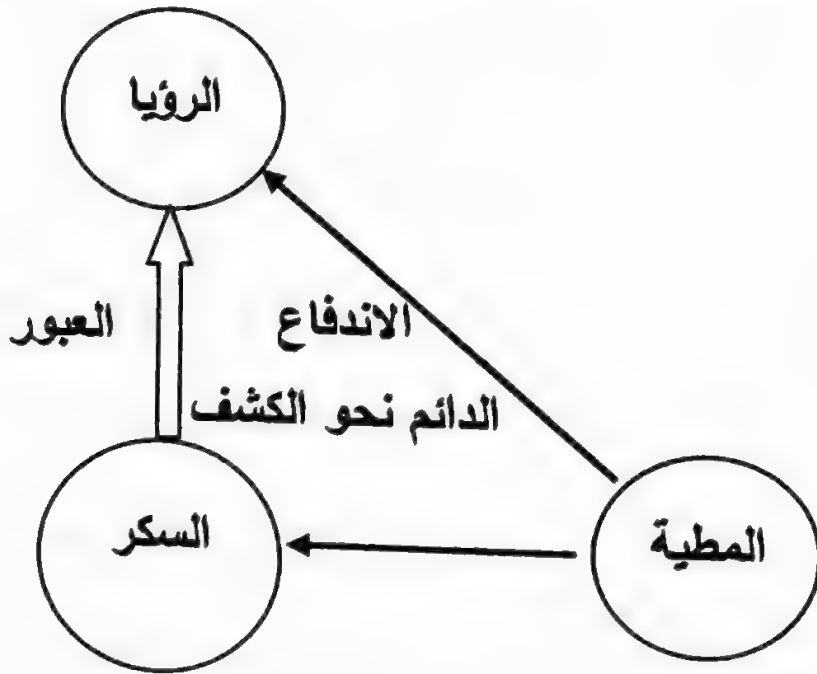 الرؤيا
العبور
الاندفاع
الدائم نحو الكشف
المطية
السكر